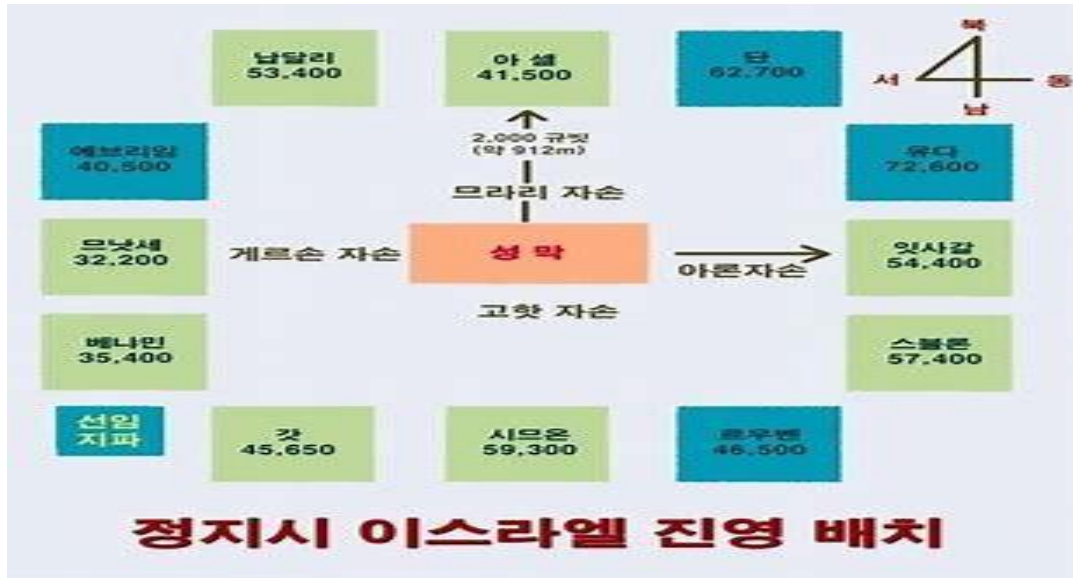 납달리
53,400
아 셀
41,500
단
62,700
북
서
동
남
에브리임
40,500
2,000 규빗
(약 912m)
유다
72,600
므라리 자손
므낫세
32,200
게르손 자손
성 막
아론자손
잇사갈
54,400
고핫 자손
베냐민
35,400
스불론
57,400
선임
지파
갓
45,650
시므온
59,300
르우벤
46,500
정지시 이스라엘 진영 배치